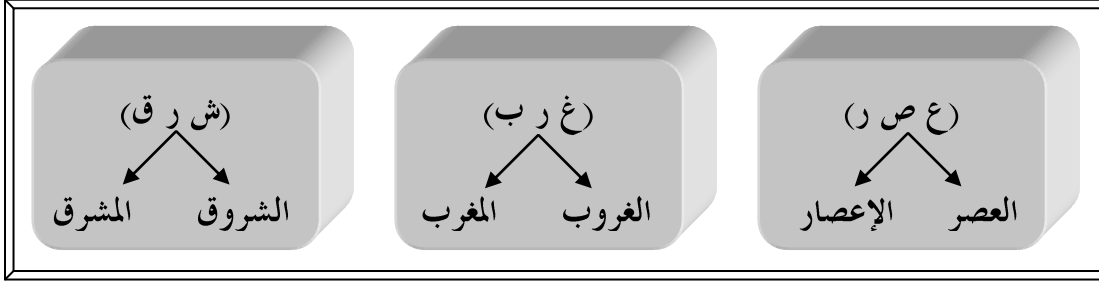 (ع ص ر)
العصر الإعصار
(غ ر ب)
الغروب المغرب
(ش ر ق)
الشروق المشرق